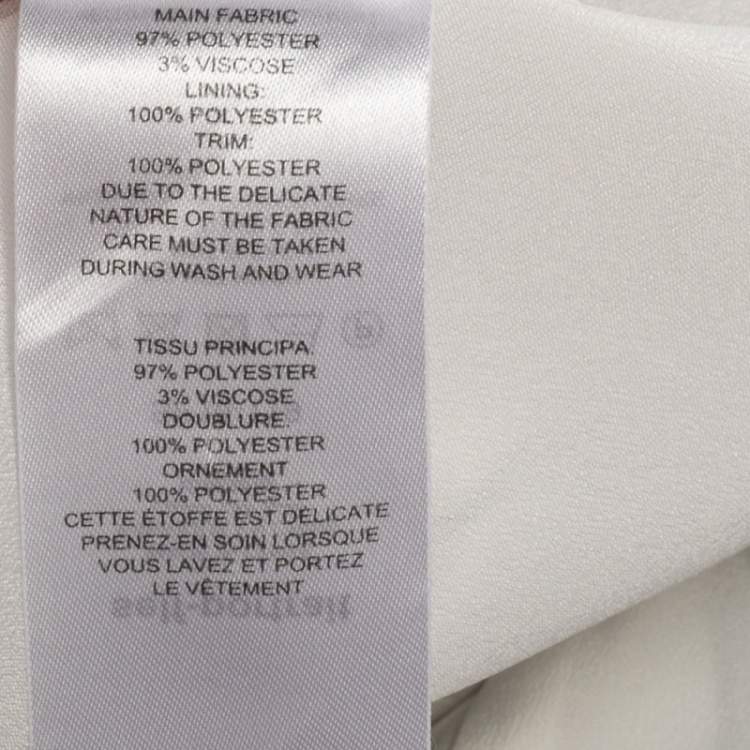 MAIN FABRIC
97% POLYESTER
3% VISCOSE
LINING:
100% POLYESTER
TRIM:
100% POLYESTER
DUE TO THE DELICATE
NATURE OF THE FABRIC
CARE MUST BE TAKEN
DURING WASH AND WEAR
TISSU PRINCIPA.
97% POLYESTER
3% VISCOSE
DOUBLURE.
100% POLYESTER
ORNEMENT
100% POLYESTER
CETTE ÉTOFFE EST DÉLICATE
PRENEZ-EN SOIN LORSQUE
VOUS LAVEZ ET PORTEZ
LE VÊTEMENT
self-portrait